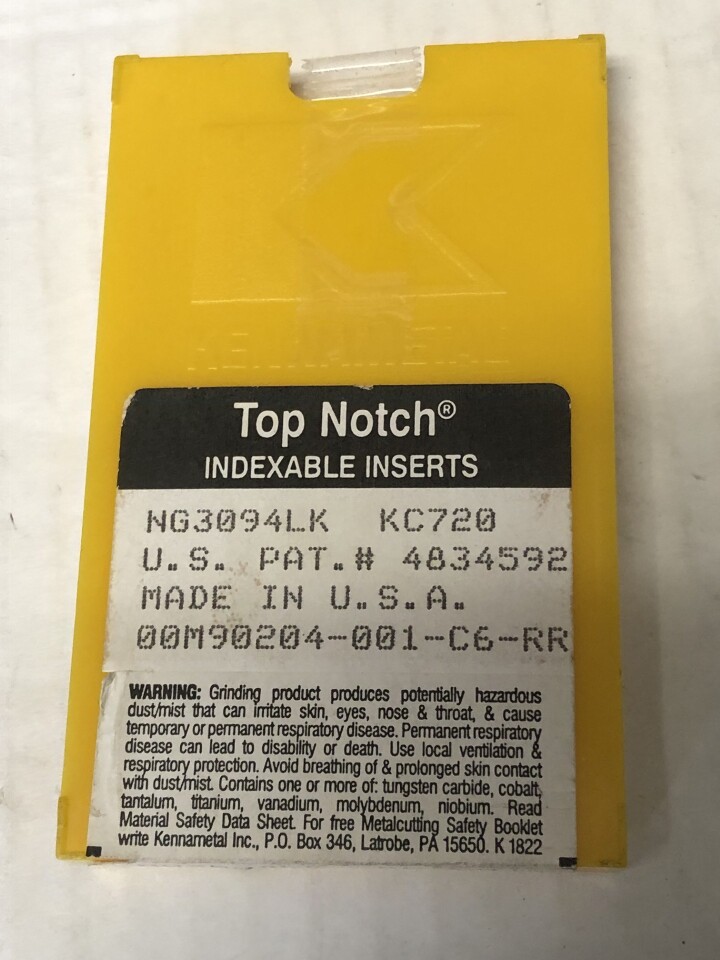 KENNAMETAL
Top Notch®
INDEXABLE INSERTS
NG3094LK KC720
U.S. PAT.# 4834592
MADE IN U.S.A.
00M90204-001-C6-RR
WARNING: Grinding product produces potentially hazardous
dust/mist that can irritate skin, eyes, nose & throat, & cause
temporary or permanent respiratory disease. Permanent respiratory
disease can lead to disability or death. Use local ventilation &
respiratory protection. Avoid breathing of & prolonged skin contact
with dust/mist. Contains one or more of: tungsten carbide, cobalt,
tantalum, titanium, vanadium, molybdenum, niobium. Read
Material Safety Data Sheet. For free Metalcutting Safety Booklet
write Kennametal Inc., P.O. Box 346, Latrobe, PA 15650. K 1822